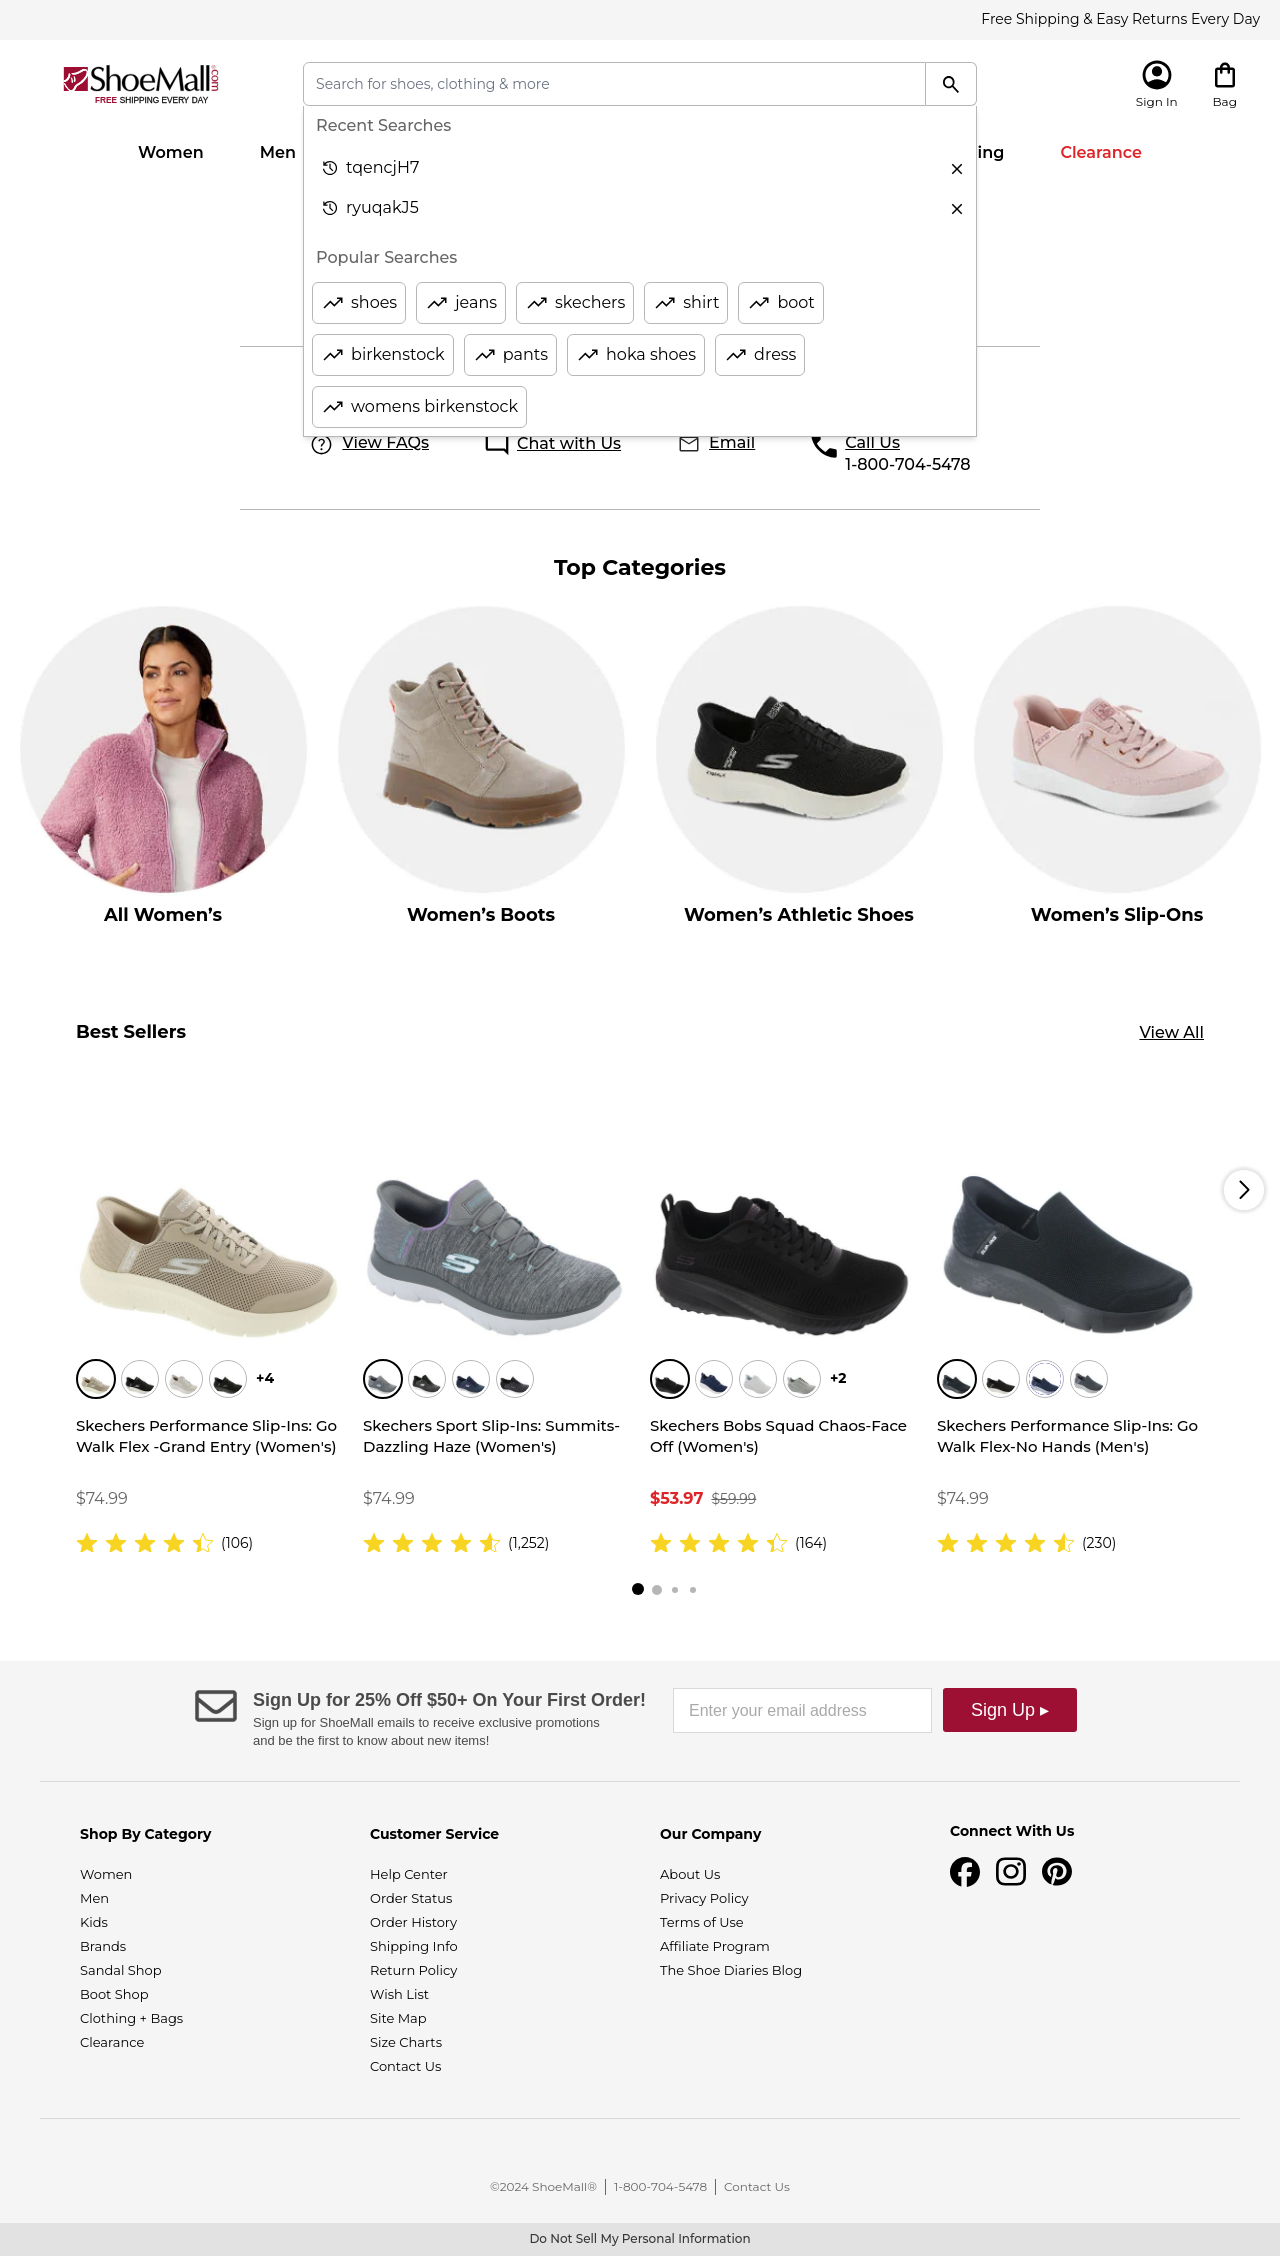 Free Shipping & Easy Returns Every Day
ShoeMall.com
FREE SHIPPING EVERY DAY
Search for shoes, clothing & more
Sign In
Bag
Women
Men
ing
Clearance
Recent Searches
tqencjH7
ryuqakJ5
Popular Searches
shoes
jeans
skechers
shirt
boot
birkenstock
pants
hoka shoes
dress
womens birkenstock
View FAQs
Chat with Us
Email
Call Us
1-800-704-5478
Top Categories
All Women’s
Women’s Boots
Women’s Athletic Shoes
Women’s Slip-Ons
Best Sellers
View All
+4
+2
Skechers Performance Slip-Ins: Go
Walk Flex -Grand Entry (Women's)
$74.99
(106)
Skechers Sport Slip-Ins: Summits-
Dazzling Haze (Women's)
$74.99
(1,252)
Skechers Bobs Squad Chaos-Face
Off (Women's)
$53.97 $59.99
(164)
Skechers Performance Slip-Ins: Go
Walk Flex-No Hands (Men's)
$74.99
(230)
Sign Up for 25% Off $50+ On Your First Order!
Sign up for ShoeMall emails to receive exclusive promotions
and be the first to know about new items!
Enter your email address
Sign Up ▸
Shop By Category
Women
Men
Kids
Brands
Sandal Shop
Boot Shop
Clothing + Bags
Clearance
Customer Service
Help Center
Order Status
Order History
Shipping Info
Return Policy
Wish List
Site Map
Size Charts
Contact Us
Our Company
About Us
Privacy Policy
Terms of Use
Affiliate Program
The Shoe Diaries Blog
Connect With Us
©2024 ShoeMall® | 1-800-704-5478 | Contact Us
Do Not Sell My Personal Information